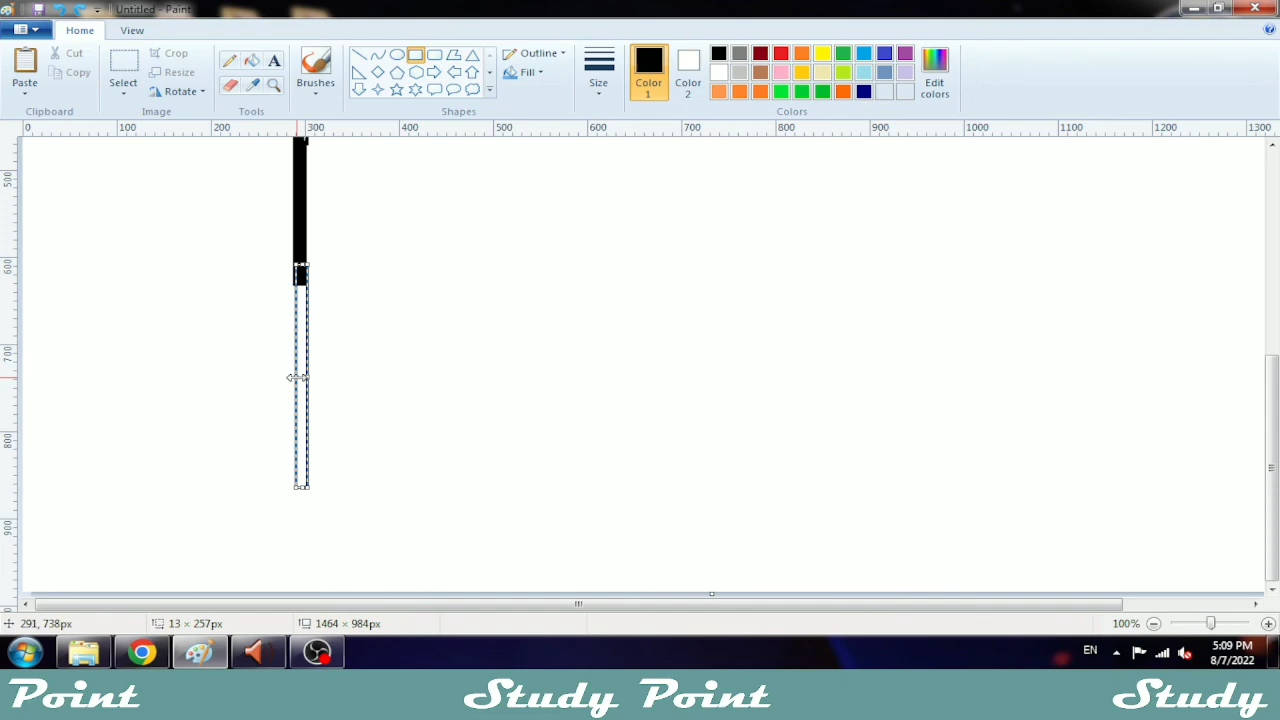 Untitled - Paint
Home View
Paste
Cut
Copy
Clipboard
Select
Crop
Resize
Rotate
Image
A
Tools
Brushes
Outline
Fill
Shapes
Size
Color 1
Color 2
Edit colors
Colors
0 100 200 300 400 500 600 700 800 900 1000 1100 1200 1300
500
600
700
800
900
291, 738px 13 × 257px 1464 × 984px 100%
EN 5:09 PM
8/7/2022
Point Study Point Study